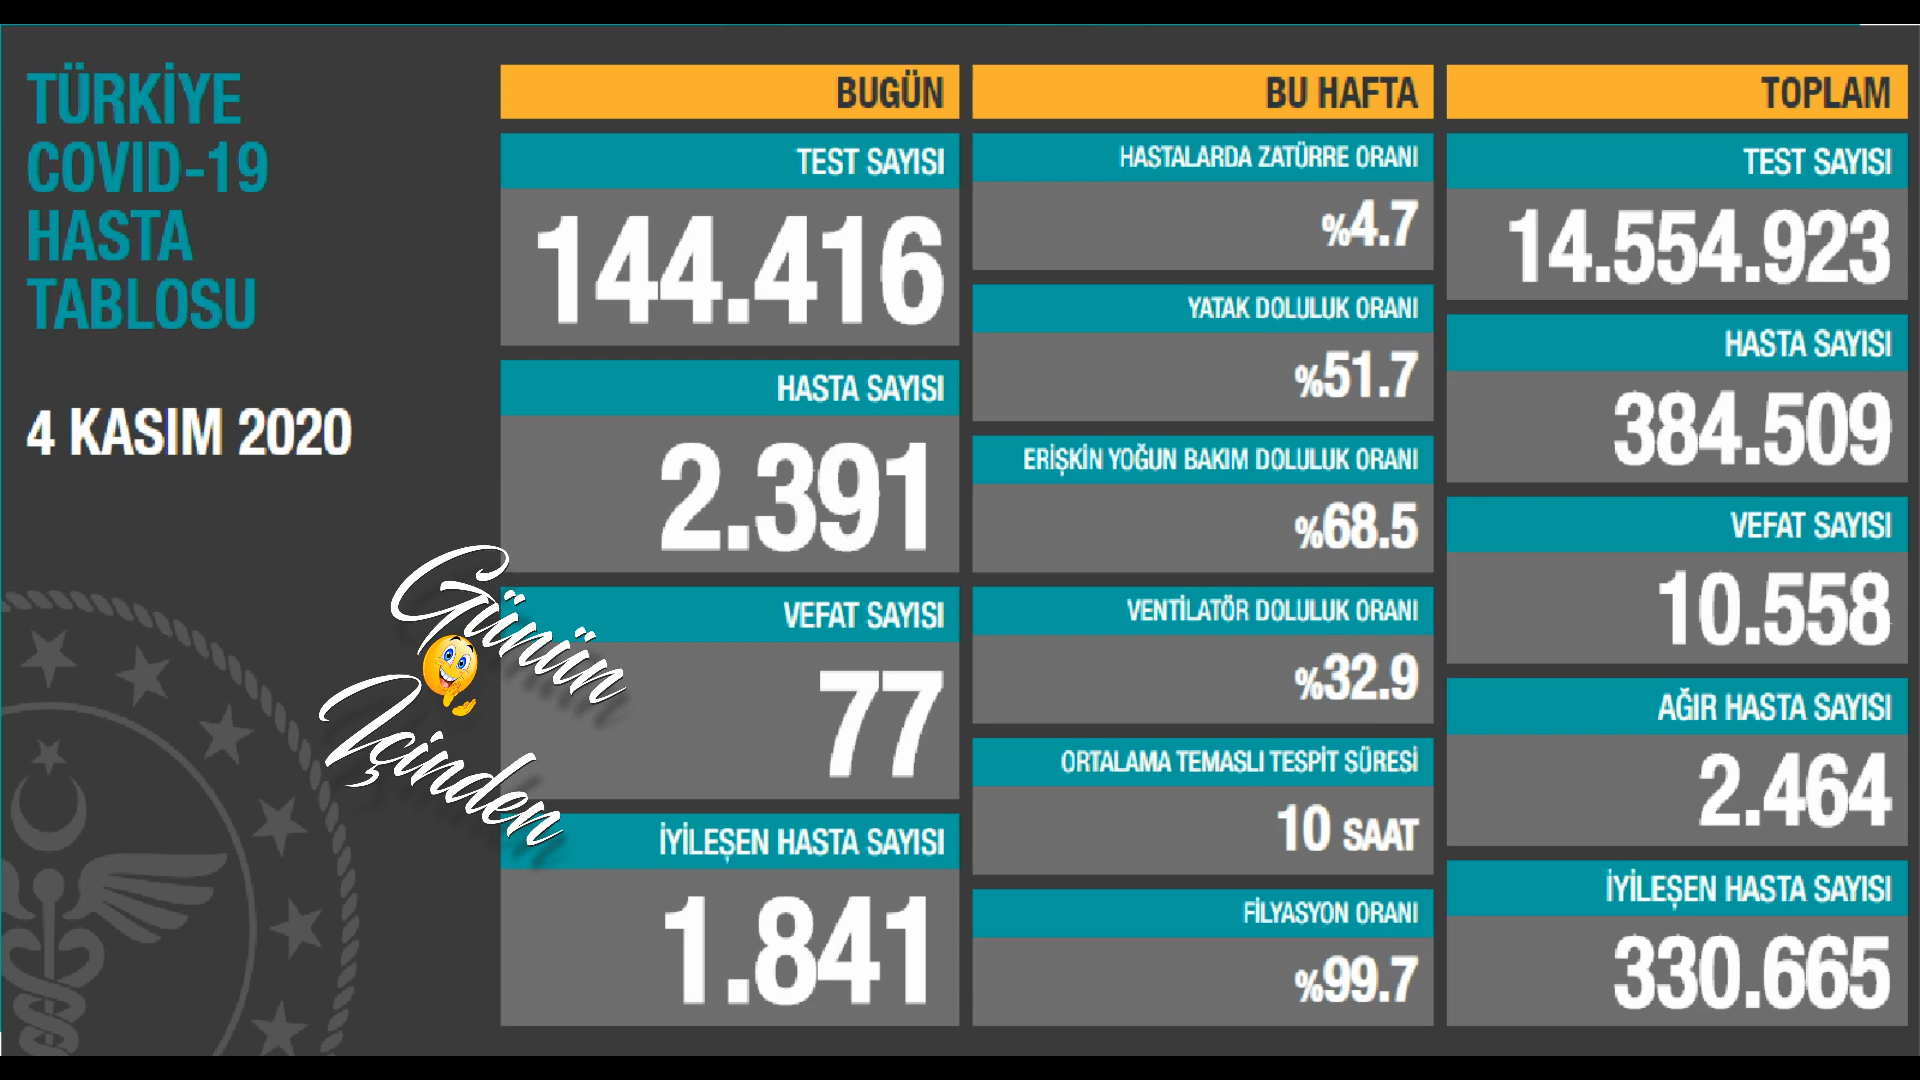 TÜRKİYE
COVID-19
HASTA
TABLOSU
4 KASIM 2020
Günün
İçinden
BUGÜN
TEST SAYISI
144.416
HASTA SAYISI
2.391
VEFAT SAYISI
77
İYİLEŞEN HASTA SAYISI
1.841
BU HAFTA
HASTALARDA ZATÜRRE ORANI
%4.7
YATAK DOLULUK ORANI
%51.7
ERİŞKİN YOĞUN BAKIM DOLULUK ORANI
%68.5
VENTİLATÖR DOLULUK ORANI
%32.9
ORTALAMA TEMASLI TESPİT SÜRESİ
10 SAAT
FİLYASYON ORANI
%99.7
TOPLAM
TEST SAYISI
14.554.923
HASTA SAYISI
384.509
VEFAT SAYISI
10.558
AĞIR HASTA SAYISI
2.464
İYİLEŞEN HASTA SAYISI
330.665